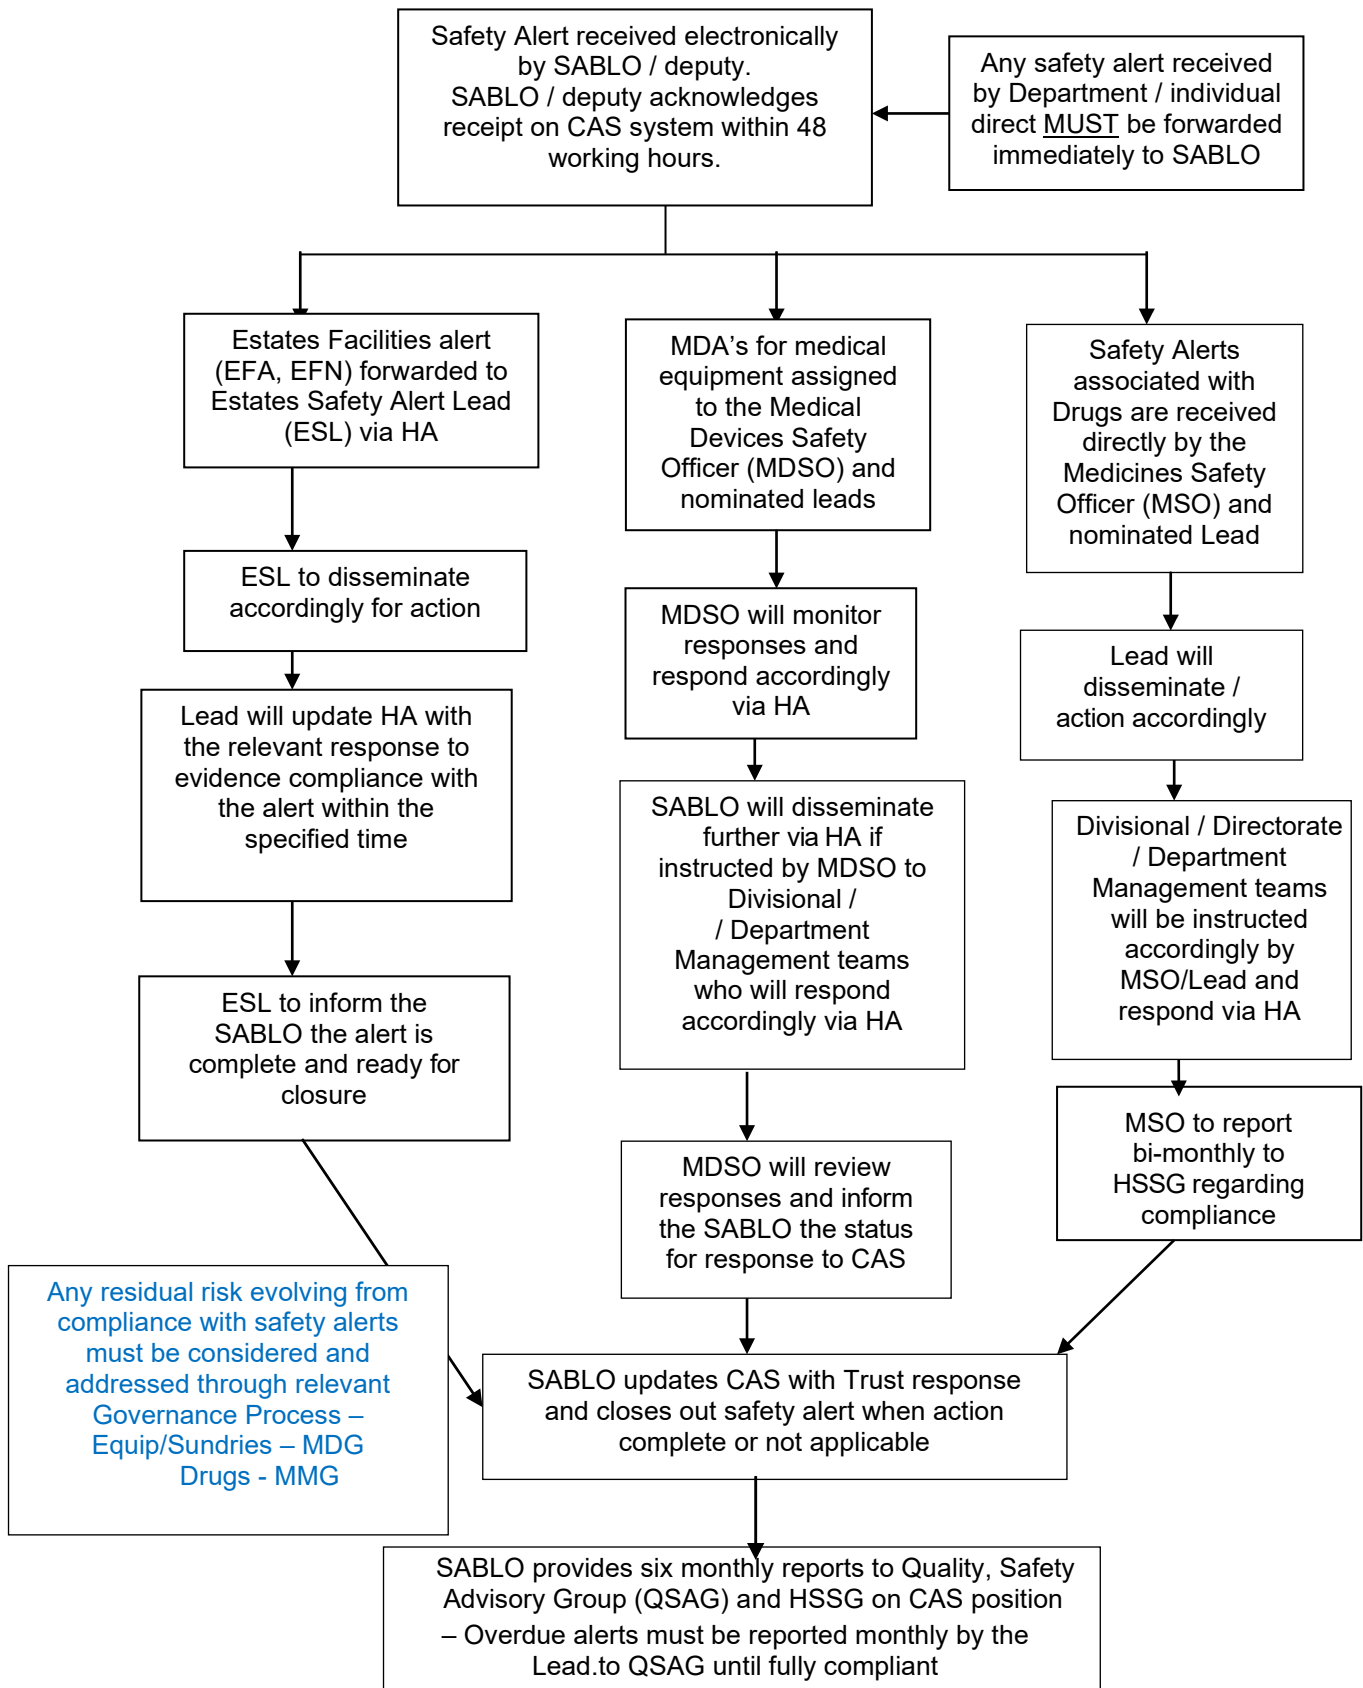 Safety Alert received electronically
by SABLO / deputy.
SABLO / deputy acknowledges
receipt on CAS system within 48
working hours.
Any safety alert received
by Department / individual
direct MUST be forwarded
immediately to SABLO
Estates Facilities alert
(EFA, EFN) forwarded to
Estates Safety Alert Lead
(ESL) via HA
ESL to disseminate
accordingly for action
Lead will update HA with
the relevant response to
evidence compliance with
the alert within the
specified time
ESL to inform the
SABLO the alert is
complete and ready for
closure
MDA's for medical
equipment assigned
to the Medical
Devices Safety
Officer (MDSO) and
nominated leads
MDSO will monitor
responses and
respond accordingly
via HA
SABLO will disseminate
further via HA if
instructed by MDSO to
Divisional /
/ Department
Management teams
who will respond
accordingly via HA
MDSO will review
responses and inform
the SABLO the status
for response to CAS
Safety Alerts
associated with
Drugs are received
directly by the
Medicines Safety
Officer (MSO) and
nominated Lead
Lead will
disseminate /
action accordingly
Divisional / Directorate
/ Department
Management teams
will be instructed
accordingly by
MSO/Lead and
respond via HA
MSO to report
bi-monthly to
HSSG regarding
compliance
Any residual risk evolving from
compliance with safety alerts
must be considered and
addressed through relevant
Governance Process –
Equip/Sundries – MDG
Drugs - MMG
SABLO updates CAS with Trust response
and closes out safety alert when action
complete or not applicable
SABLO provides six monthly reports to Quality, Safety
Advisory Group (QSAG) and HSSG on CAS position
– Overdue alerts must be reported monthly by the
Lead.to QSAG until fully compliant